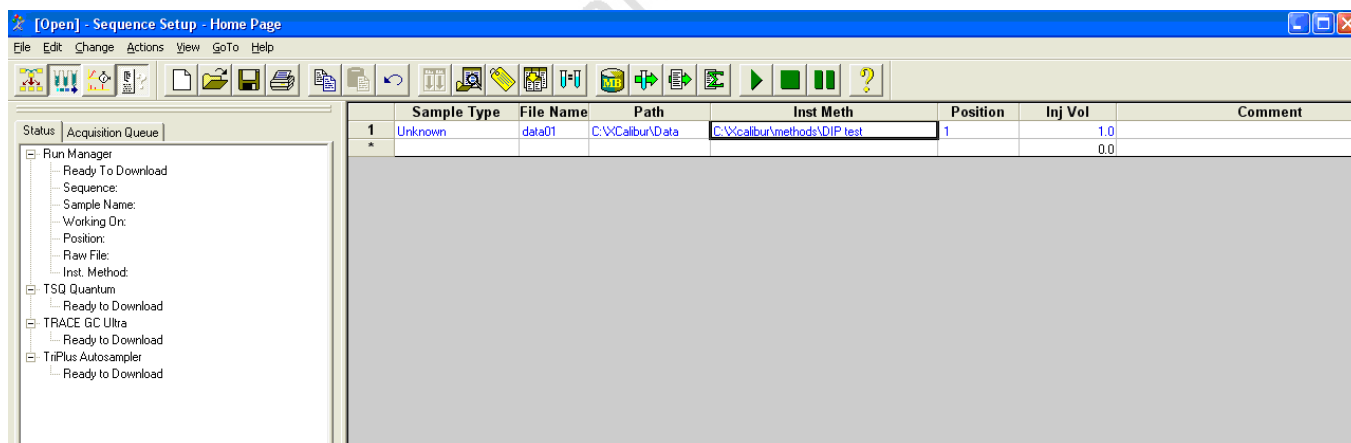 [Open] - Sequence Setup - Home Page
File Edit Change Actions View GoTo Help
Status Acquisition Queue
Run Manager
Ready To Download
Sequence:
Sample Name:
Working On:
Position:
Raw File:
Inst. Method:
TSQ Quantum
Ready to Download
TRACE GC Ultra
Ready to Download
TriPlus Autosampler
Ready to Download
Sample Type File Name Path Inst Meth Position Inj Vol Comment
1 Unknown data01 C:\XCalibur\Data C:\Xcalibur\methods\DIP test 1 1.0
* 0.0